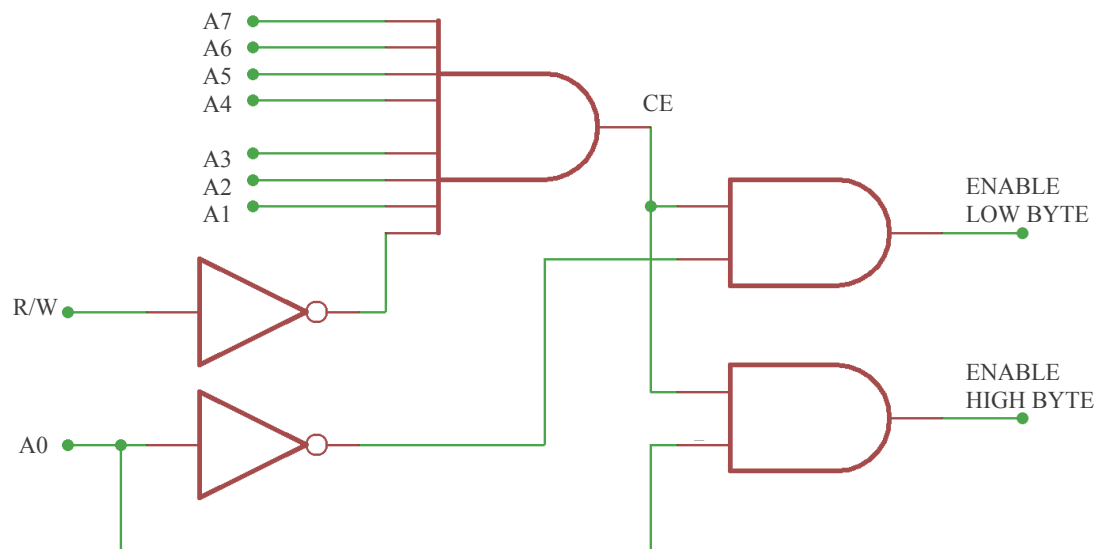 A7
A6
A5
A4
A3
A2
A1
CE
ENABLE
LOW BYTE
R/W
ENABLE
HIGH BYTE
A0